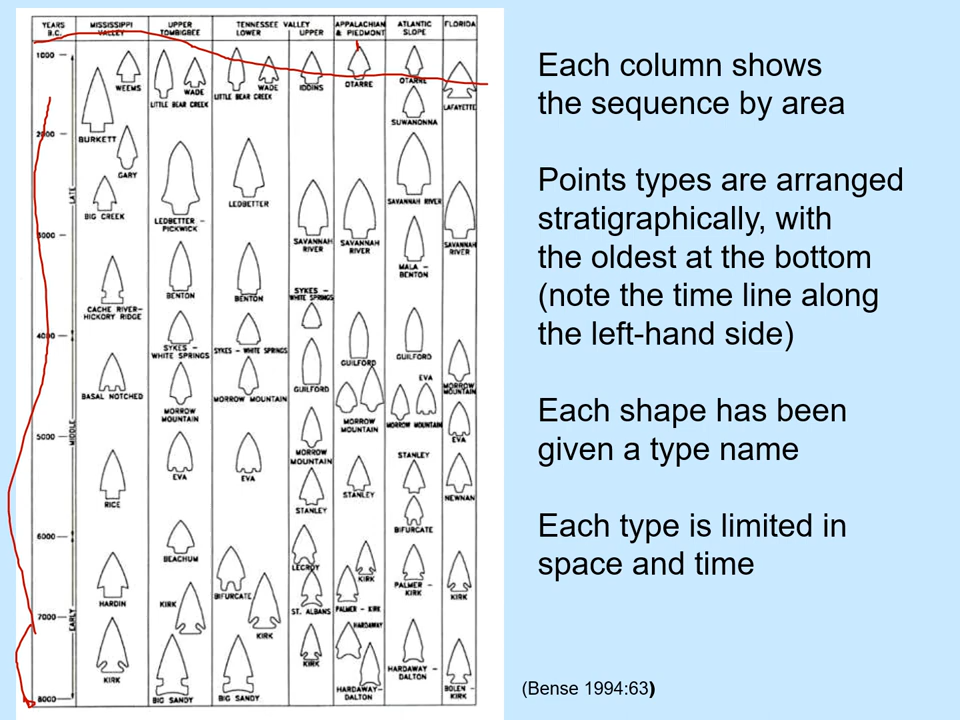 YEARS B.C.
MISSISSIPPI VALLEY
UPPER TOMBIGBEE
TENNESSEE VALLEY
LOWER
UPPER
APPALACHIAN & PIEDMONT
ATLANTIC SLOPE
FLORIDA
1000
2000
3000
4000
5000
6000
7000
8000
LATE
MIDDLE
EARLY
WEEMS
BURKETT
GARY
BIG CREEK
CACHE RIVER-
HICKORY RIDGE
BASAL NOTCHED
RICE
HARDIN
KIRK
WADE
LITTLE BEAR CREEK
LEDBETTER -
PICKWICK
BENTON
SYKES -
WHITE SPRINGS
MORROW
MOUNTAIN
EVA
BEACHUM
KIRK
BIG SANDY
WADE
LITTLE BEAR CREEK
LEDBETTER
BENTON
SYKES - WHITE SPRINGS
MORROW MOUNTAIN
EVA
BIFURCATE
KIRK
BIG SANDY
IDDINS
SAVANNAH
RIVER
SYKES -
WHITE SPRINGS
GUILFORD
MORROW
MOUNTAIN
STANLEY
LECROY
ST. ALBANS
KIRK
OTARRE
SAVANNAH
RIVER
GUILFORD
MORROW
MOUNTAIN
STANLEY
KIRK
PALMER - KIRK
HARDAWAY
HARDAWAY-
DALTON
OTARRE
SUWANONNA
SAVANNAH RIVER
MALA -
BENTON
GUILFORD
EVA
MORROW MOUNTAIN
STANLEY
BIFURCATE
PALMER -
KIRK
HARDAWAY -
DALTON
LAFAYETTE
SAVANNAH
RIVER
MORROW
MOUNTAIN
EVA
NEWNAN
KIRK
BOLEN -
KIRK
Each column shows
the sequence by area
Points types are arranged
stratigraphically, with
the oldest at the bottom
(note the time line along
the left-hand side)
Each shape has been
given a type name
Each type is limited in
space and time
(Bense 1994:63)